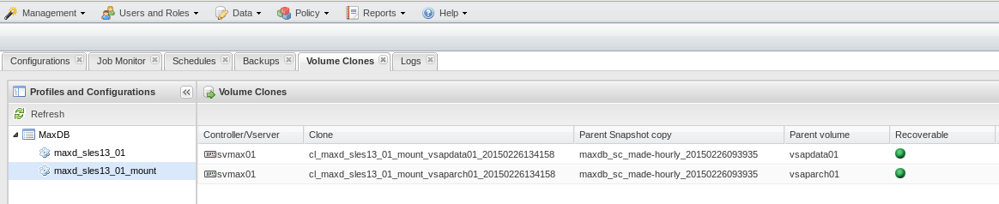 Management Users and Roles Data Policy Reports Help
Configurations Job Monitor Schedules Backups Volume Clones Logs
Profiles and Configurations
Refresh
MaxDB
maxd_sles13_01
maxd_sles13_01_mount
Volume Clones
Controller/Vserver Clone Parent Snapshot copy Parent volume Recoverable
svmax01 cl_maxd_sles13_01_mount_vsapdata01_20150226134158 maxdb_sc_made-hourly_20150226093935 vsapdata01
svmax01 cl_maxd_sles13_01_mount_vsaparch01_20150226134158 maxdb_sc_made-hourly_20150226093935 vsaparch01